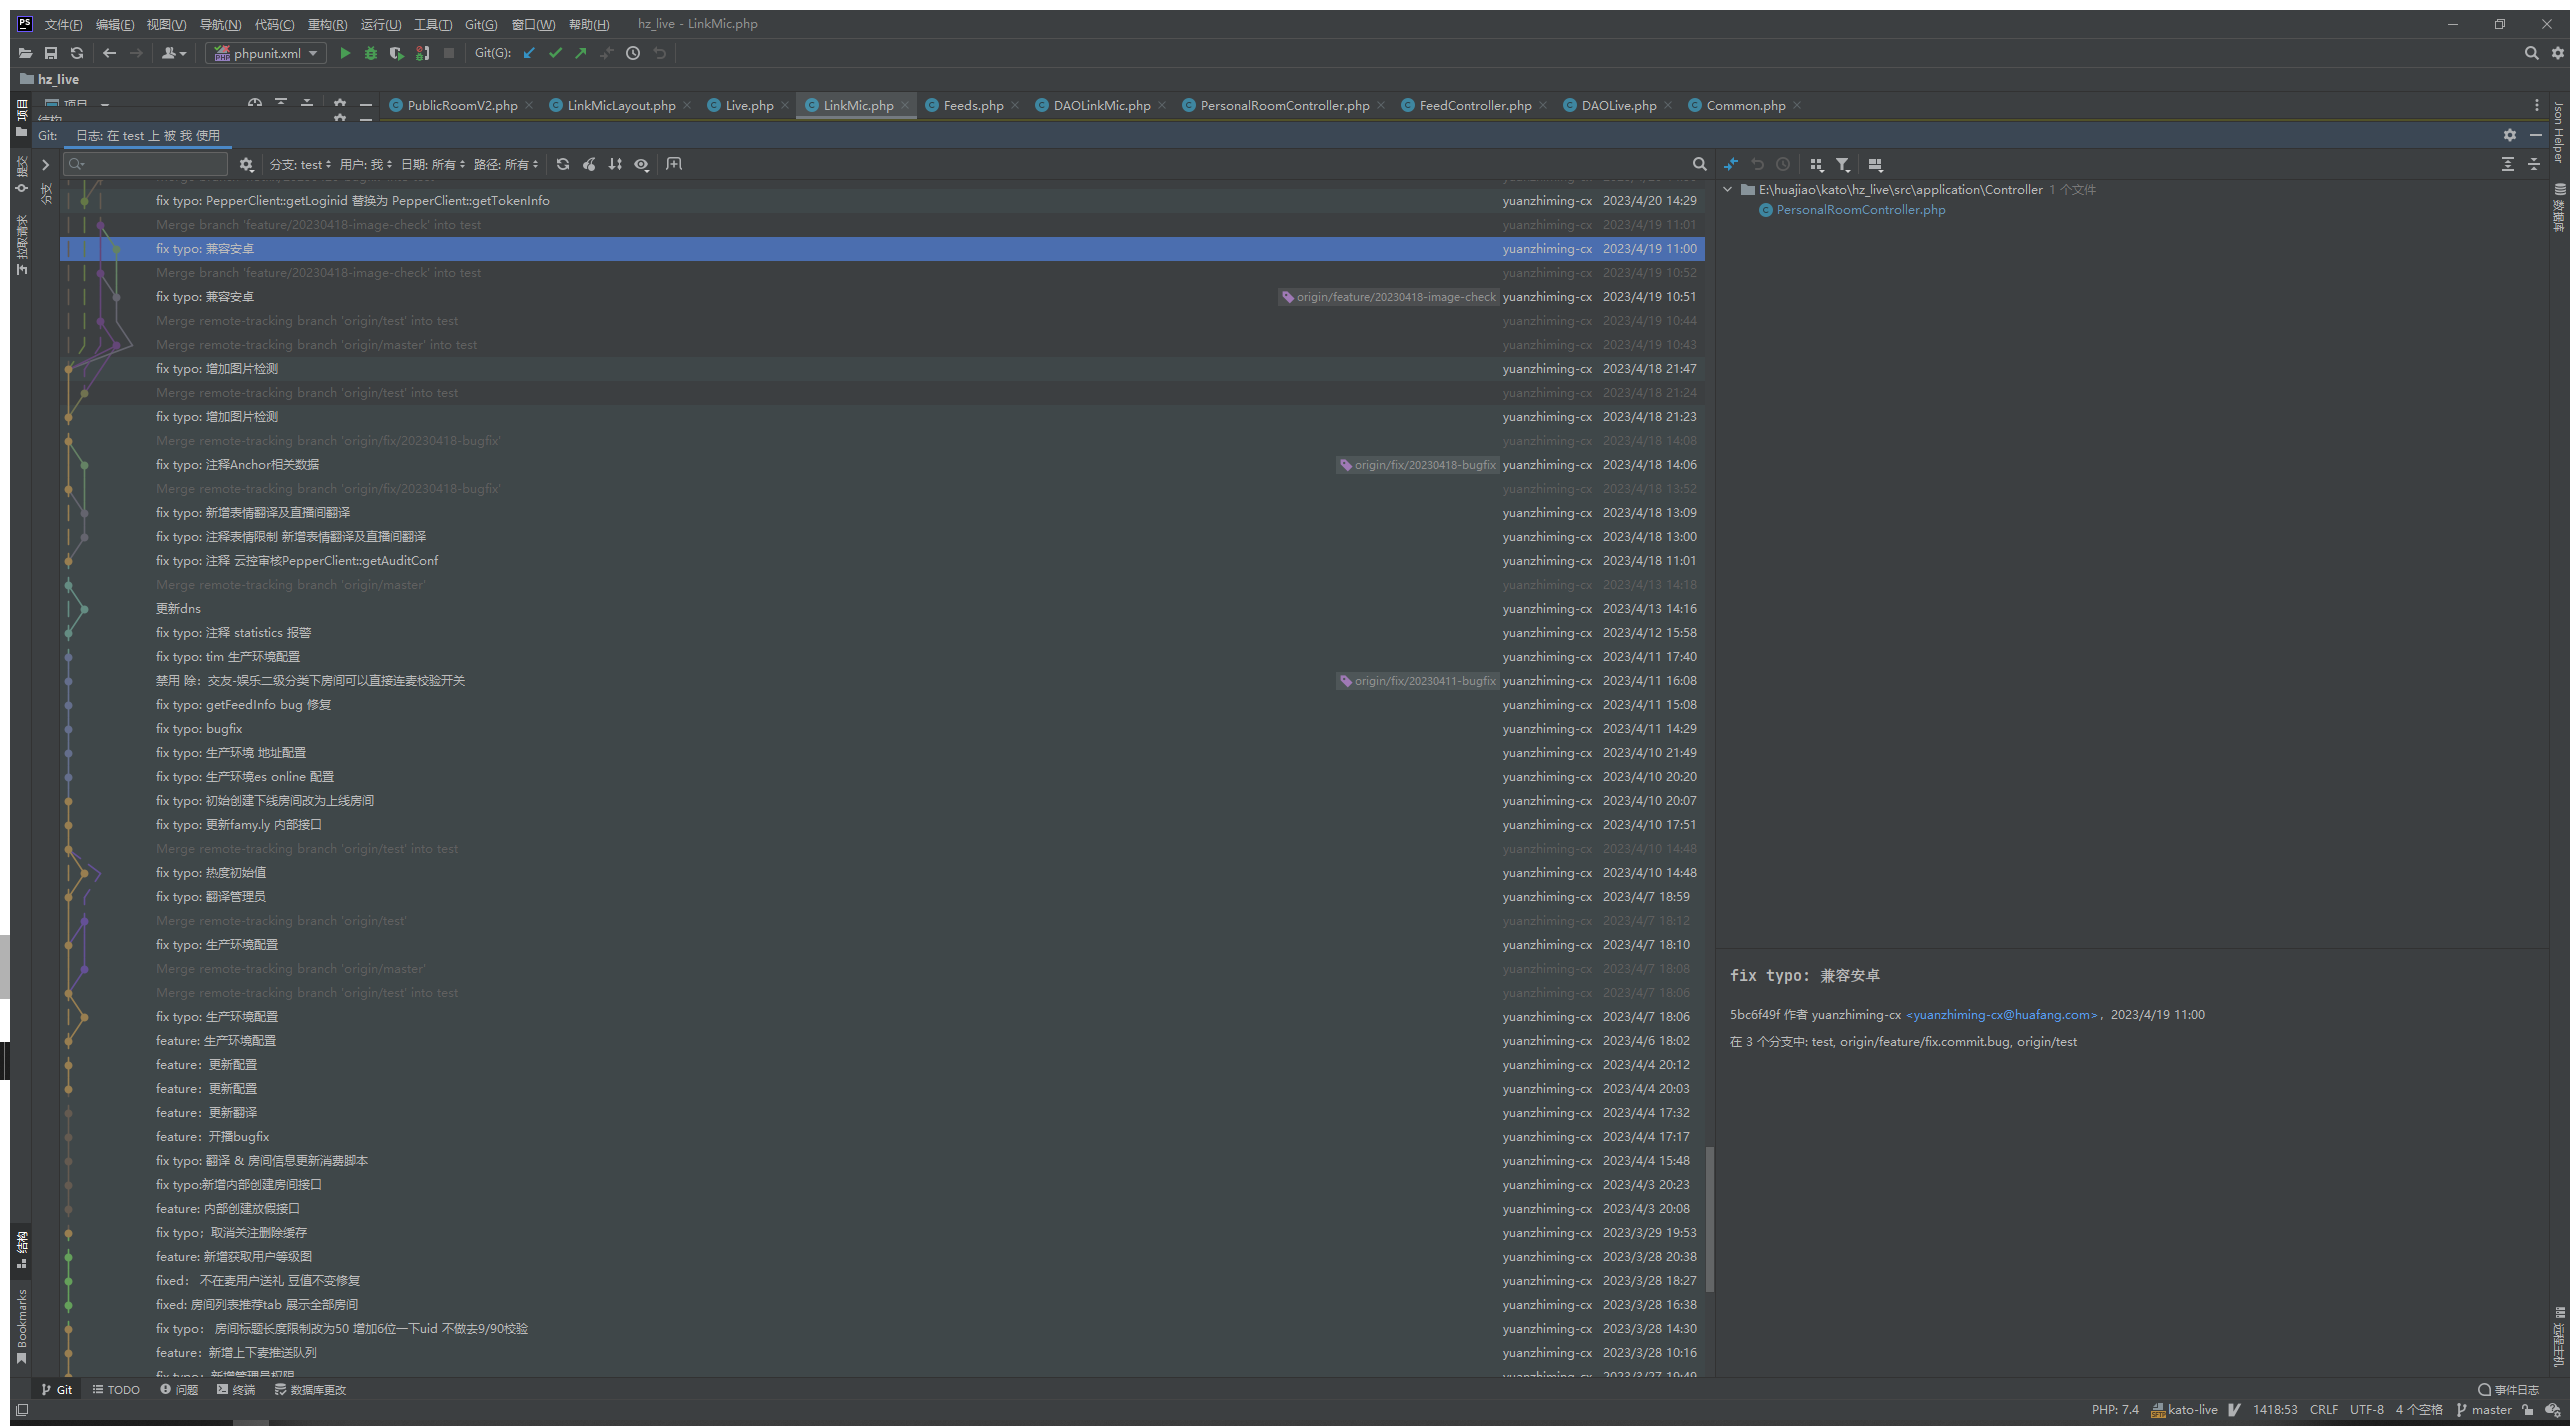 文件(F) 编辑(E) 视图(V) 导航(N) 代码(C) 重构(R) 运行(U) 工具(T) Git(G) 窗口(W) 帮助(H) hz_live - LinkMic.php
phpunit.xml Git(G):
hz_live
项目
PublicRoomV2.php LinkMicLayout.php Live.php LinkMic.php Feeds.php DAOLinkMic.php PersonalRoomController.php FeedController.php DAOLive.php Common.php
Git: 日志: 在 test 上 被 我 使用
分支: test 用户: 我 日期: 所有 路径: 所有
fix typo: PepperClient::getLoginid 替换为 PepperClient::getTokenInfo yuanzhiming-cx 2023/4/20 14:29
Merge branch 'feature/20230418-image-check' into test yuanzhiming-cx 2023/4/19 11:01
fix typo: 兼容安卓 yuanzhiming-cx 2023/4/19 11:00
Merge branch 'feature/20230418-image-check' into test yuanzhiming-cx 2023/4/19 10:52
fix typo: 兼容安卓 origin/feature/20230418-image-check yuanzhiming-cx 2023/4/19 10:51
Merge remote-tracking branch 'origin/test' into test yuanzhiming-cx 2023/4/19 10:44
Merge remote-tracking branch 'origin/master' into test yuanzhiming-cx 2023/4/19 10:43
fix typo: 增加图片检测 yuanzhiming-cx 2023/4/18 21:47
Merge remote-tracking branch 'origin/test' into test yuanzhiming-cx 2023/4/18 21:24
fix typo: 增加图片检测 yuanzhiming-cx 2023/4/18 21:23
Merge remote-tracking branch 'origin/fix/20230418-bugfix' yuanzhiming-cx 2023/4/18 14:08
fix typo: 注释Anchor相关数据 origin/fix/20230418-bugfix yuanzhiming-cx 2023/4/18 14:06
Merge remote-tracking branch 'origin/fix/20230418-bugfix' yuanzhiming-cx 2023/4/18 13:52
fix typo: 新增表情翻译及直播间翻译 yuanzhiming-cx 2023/4/18 13:09
fix typo: 注释表情限制 新增表情翻译及直播间翻译 yuanzhiming-cx 2023/4/18 13:00
fix typo: 注释 云控审核PepperClient::getAuditConf yuanzhiming-cx 2023/4/18 11:01
Merge remote-tracking branch 'origin/master' yuanzhiming-cx 2023/4/13 14:18
更新dns yuanzhiming-cx 2023/4/13 14:16
fix typo: 注释 statistics 报警 yuanzhiming-cx 2023/4/12 15:58
fix typo: tim 生产环境配置 yuanzhiming-cx 2023/4/11 17:40
禁用 除：交友-娱乐二级分类下房间可以直接连麦校验开关 origin/fix/20230411-bugfix yuanzhiming-cx 2023/4/11 16:08
fix typo: getFeedInfo bug 修复 yuanzhiming-cx 2023/4/11 15:08
fix typo: bugfix yuanzhiming-cx 2023/4/11 14:29
fix typo: 生产环境 地址配置 yuanzhiming-cx 2023/4/10 21:49
fix typo: 生产环境es online 配置 yuanzhiming-cx 2023/4/10 20:20
fix typo: 初始创建下线房间改为上线房间 yuanzhiming-cx 2023/4/10 20:07
fix typo: 更新famy.ly 内部接口 yuanzhiming-cx 2023/4/10 17:51
Merge remote-tracking branch 'origin/test' into test yuanzhiming-cx 2023/4/10 14:48
fix typo: 热度初始值 yuanzhiming-cx 2023/4/10 14:48
fix typo: 翻译管理员 yuanzhiming-cx 2023/4/7 18:59
Merge remote-tracking branch 'origin/test' yuanzhiming-cx 2023/4/7 18:12
fix typo: 生产环境配置 yuanzhiming-cx 2023/4/7 18:10
Merge remote-tracking branch 'origin/master' yuanzhiming-cx 2023/4/7 18:08
Merge remote-tracking branch 'origin/test' into test yuanzhiming-cx 2023/4/7 18:06
fix typo: 生产环境配置 yuanzhiming-cx 2023/4/7 18:06
feature: 生产环境配置 yuanzhiming-cx 2023/4/6 18:02
feature：更新配置 yuanzhiming-cx 2023/4/4 20:12
feature：更新配置 yuanzhiming-cx 2023/4/4 20:03
feature：更新翻译 yuanzhiming-cx 2023/4/4 17:32
feature：开播bugfix yuanzhiming-cx 2023/4/4 17:17
fix typo: 翻译 & 房间信息更新消费脚本 yuanzhiming-cx 2023/4/4 15:48
fix typo:新增内部创建房间接口 yuanzhiming-cx 2023/4/3 20:23
feature: 内部创建放假接口 yuanzhiming-cx 2023/4/3 20:08
fix typo；取消关注删除缓存 yuanzhiming-cx 2023/3/29 19:53
feature: 新增获取用户等级图 yuanzhiming-cx 2023/3/28 20:38
fixed： 不在麦用户送礼 豆值不变修复 yuanzhiming-cx 2023/3/28 18:27
fixed: 房间列表推荐tab 展示全部房间 yuanzhiming-cx 2023/3/28 16:38
fix typo： 房间标题长度限制改为50 增加6位一下uid 不做去9/90校验 yuanzhiming-cx 2023/3/28 14:30
feature：新增上下麦推送队列 yuanzhiming-cx 2023/3/28 10:16
fix typo：新增管理员权限 yuanzhiming-cx 2023/3/27 19:49
E:\huajiao\kato\hz_live\src\application\Controller 1 个文件
PersonalRoomController.php
fix typo: 兼容安卓
5bc6f49f 作者 yuanzhiming-cx <yuanzhiming-cx@huafang.com>，2023/4/19 11:00
在 3 个分支中: test, origin/feature/fix.commit.bug, origin/test
项目
提交
拉取请求
分支
结构
Bookmarks
Json Helper
数据库
远程主机
Git TODO 问题 终端 数据库更改 事件日志
PHP: 7.4 kato-live 1418:53 CRLF UTF-8 4 个空格 master